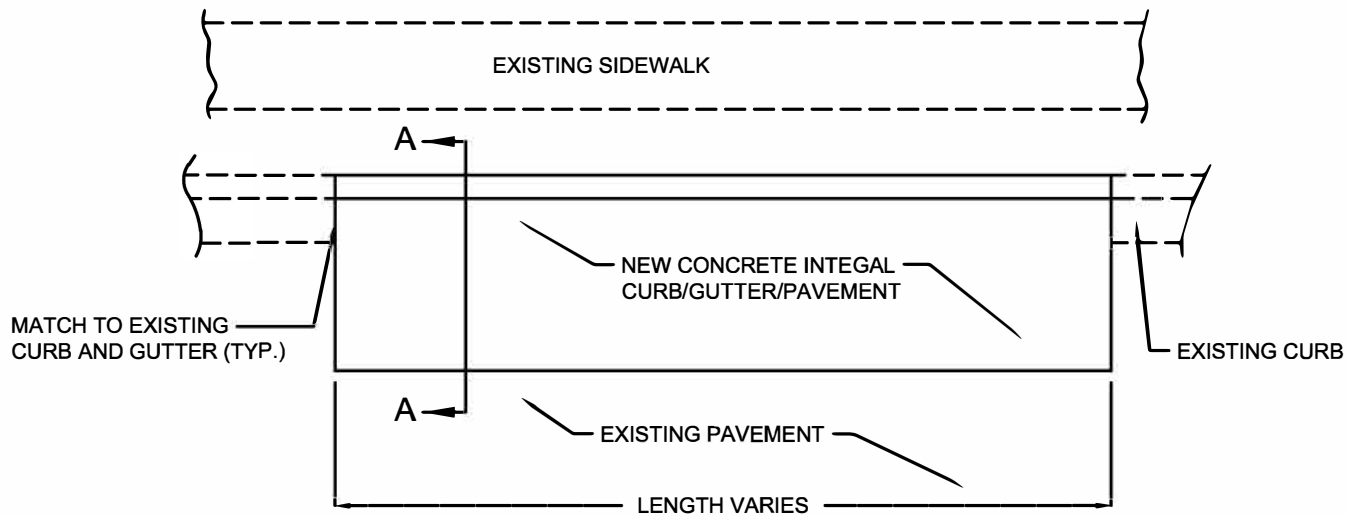 EXISTING SIDEWALK
A
NEW CONCRETE INTEGAL
CURB/GUTTER/PAVEMENT
MATCH TO EXISTING
CURB AND GUTTER (TYP.)
EXISTING CURB
A
EXISTING PAVEMENT
LENGTH VARIES